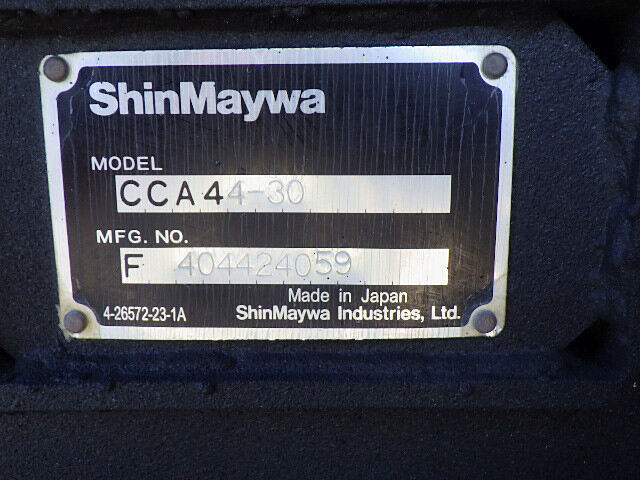 ShinMaywa
MODEL
CCA44-30
MFG. NO.
F 404424059
Made in Japan
4-26572-23-1A ShinMaywa Industries, Ltd.